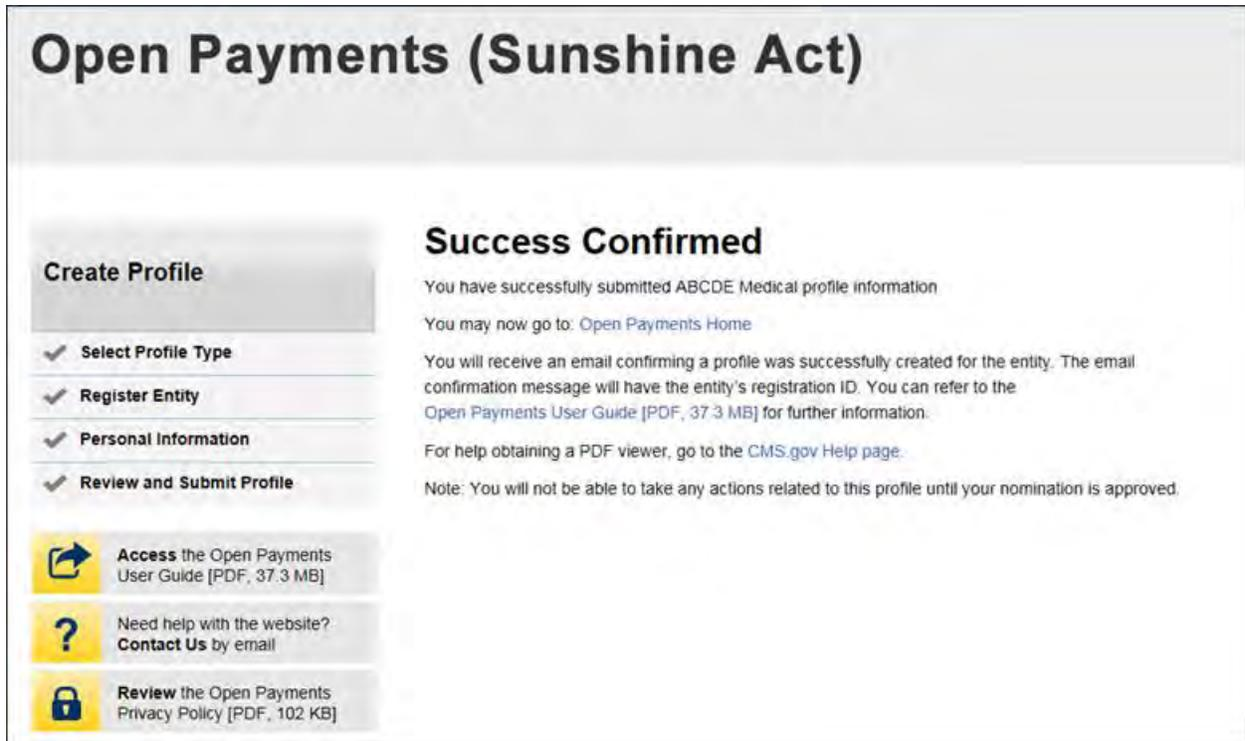 Open Payments (Sunshine Act)
Create Profile
Select Profile Type
Register Entity
Personal Information
Review and Submit Profile
Access the Open Payments
User Guide [PDF, 37.3 MB]
Need help with the website?
Contact Us by email
Review the Open Payments
Privacy Policy [PDF, 102 KB]
Success Confirmed
You have successfully submitted ABCDE Medical profile information
You may now go to: Open Payments Home
You will receive an email confirming a profile was successfully created for the entity. The email
confirmation message will have the entity's registration ID. You can refer to the
Open Payments User Guide [PDF, 37.3 MB] for further information.
For help obtaining a PDF viewer, go to the CMS.gov Help page.
Note: You will not be able to take any actions related to this profile until your nomination is approved.